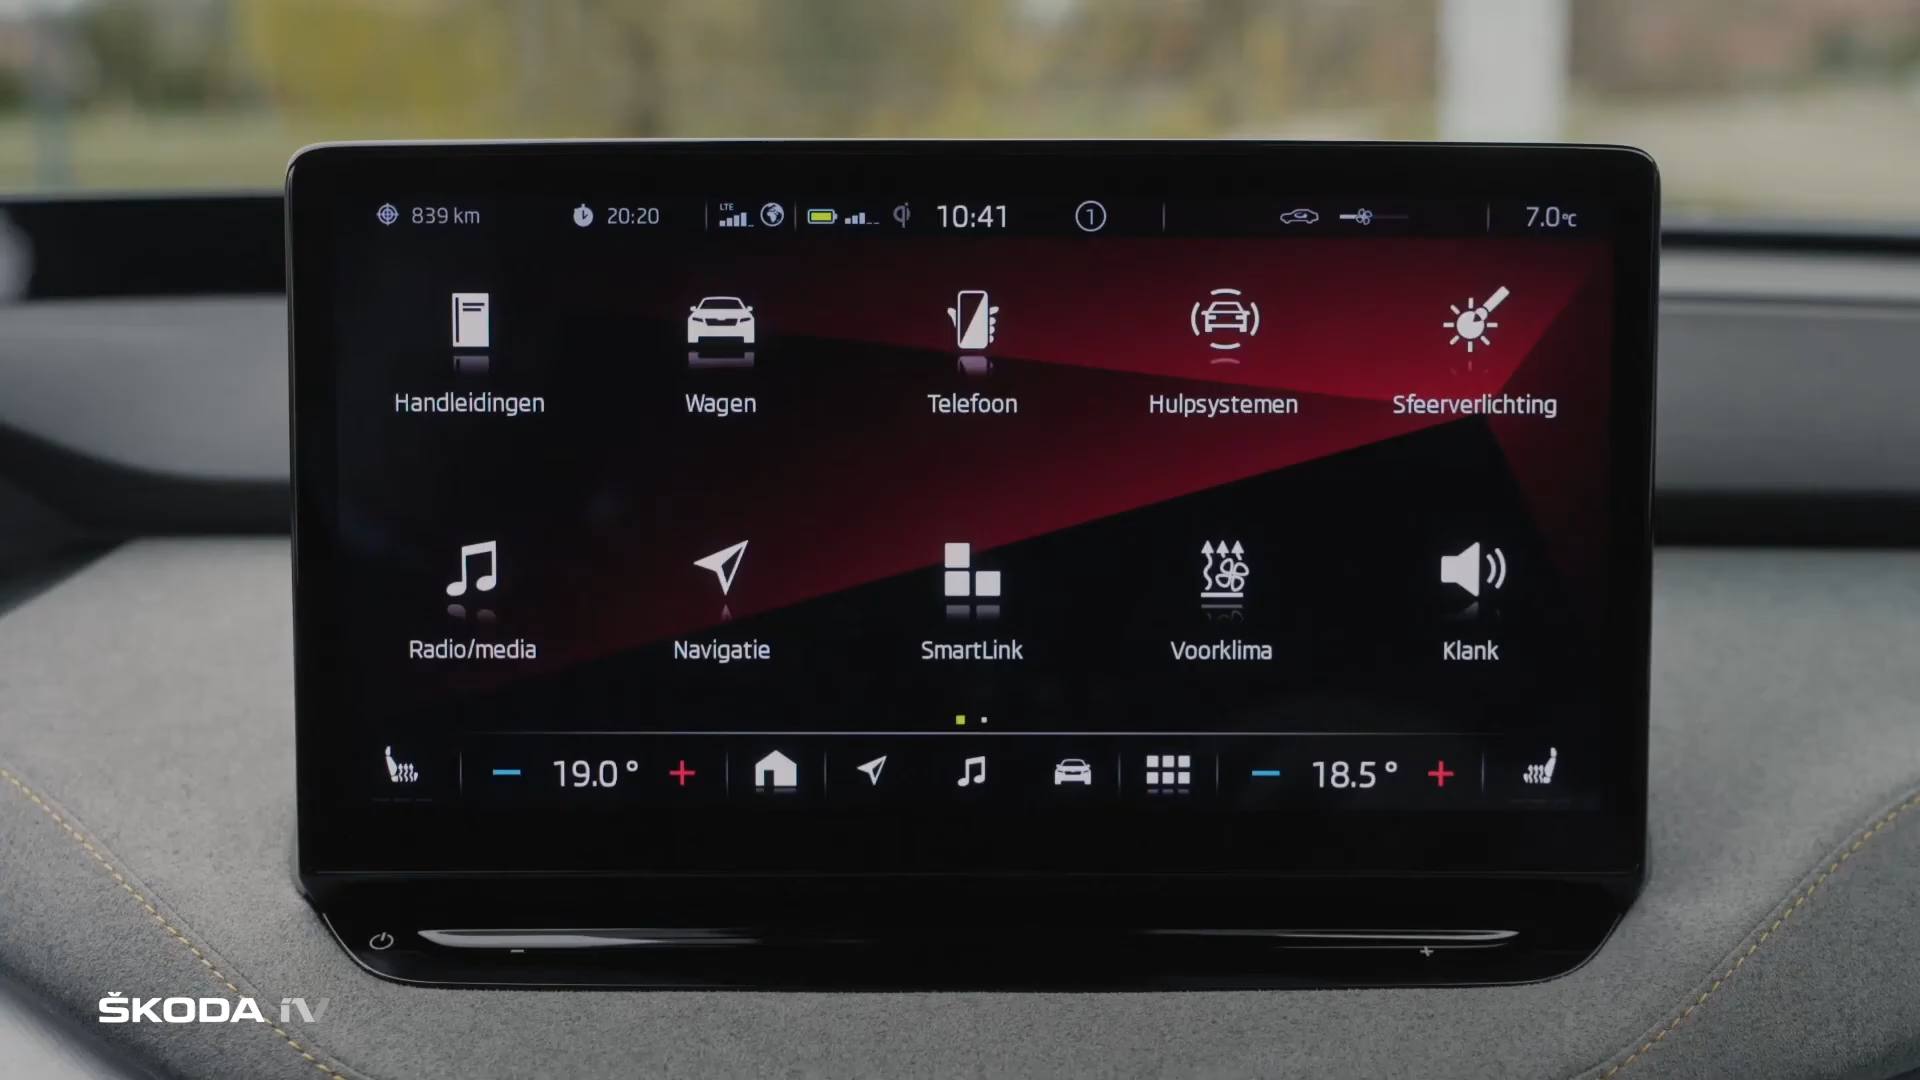 839 km 20:20 LTE 10:41 1 7.0°C
Handleidingen Wagen Telefoon Hulpsystemen Sfeerverlichting
Radio/media Navigatie SmartLink Voorklima Klank
− 19.0° + − 18.5° +
− +
ŠKODA iV